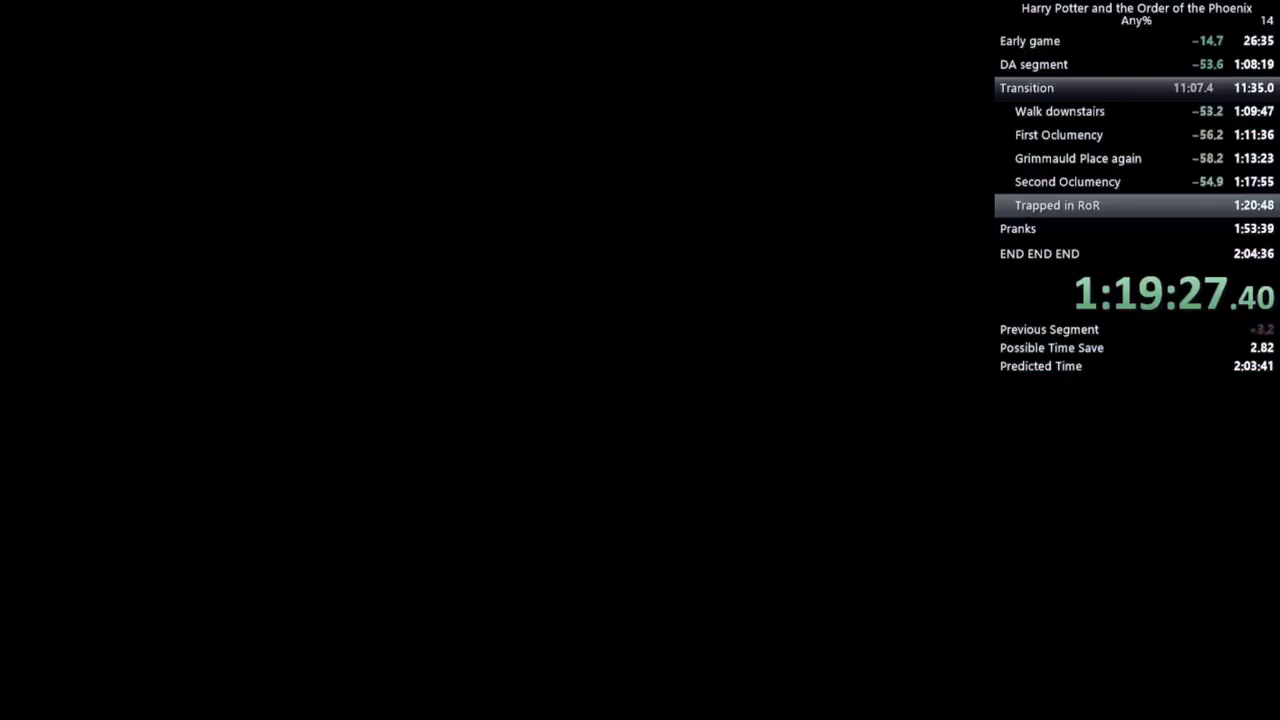 Harry Potter and the Order of the Phoenix
Any% 14
Early game −14.7 26:35
DA segment −53.6 1:08:19
Transition 11:07.4 11:35.0
Walk downstairs −53.2 1:09:47
First Oclumency −56.2 1:11:36
Grimmauld Place again −58.2 1:13:23
Second Oclumency −54.9 1:17:55
Trapped in RoR 1:20:48
Pranks 1:53:39
END END END 2:04:36
1:19:27.40
Previous Segment +3.2
Possible Time Save 2.82
Predicted Time 2:03:41